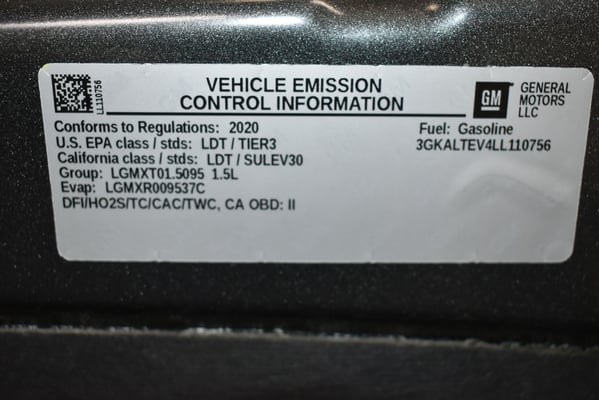 LL110756
VEHICLE EMISSION
CONTROL INFORMATION
GM
GENERAL
MOTORS
LLC
Conforms to Regulations: 2020
U.S. EPA class / stds: LDT / TIER3
California class / stds: LDT / SULEV30
Group: LGMXT01.5095 1.5L
Evap: LGMXR009537C
DFI/HO2S/TC/CAC/TWC, CA OBD: II
Fuel: Gasoline
3GKALTEV4LL110756